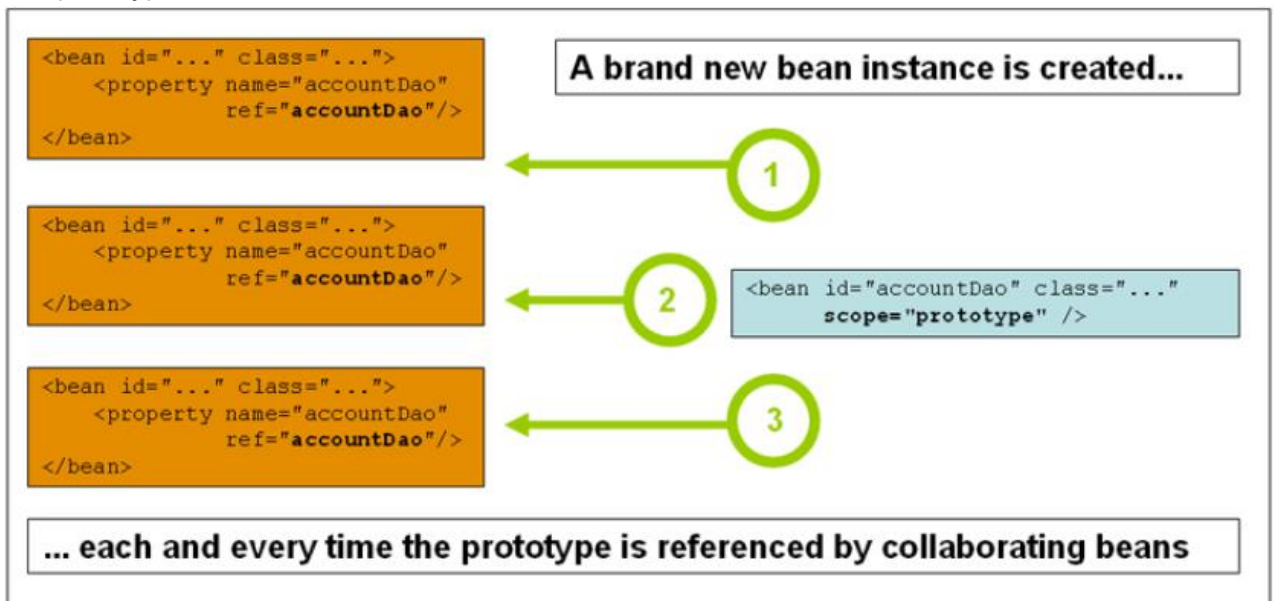 <bean id="..." class="...">
<property name="accountDao"
ref="accountDao"/>
</bean>
A brand new bean instance is created...
1
<bean id="..." class="...">
<property name="accountDao"
ref="accountDao"/>
</bean>
2
<bean id="accountDao" class="..."
scope="prototype" />
<bean id="..." class="...">
<property name="accountDao"
ref="accountDao"/>
</bean>
3
... each and every time the prototype is referenced by collaborating beans